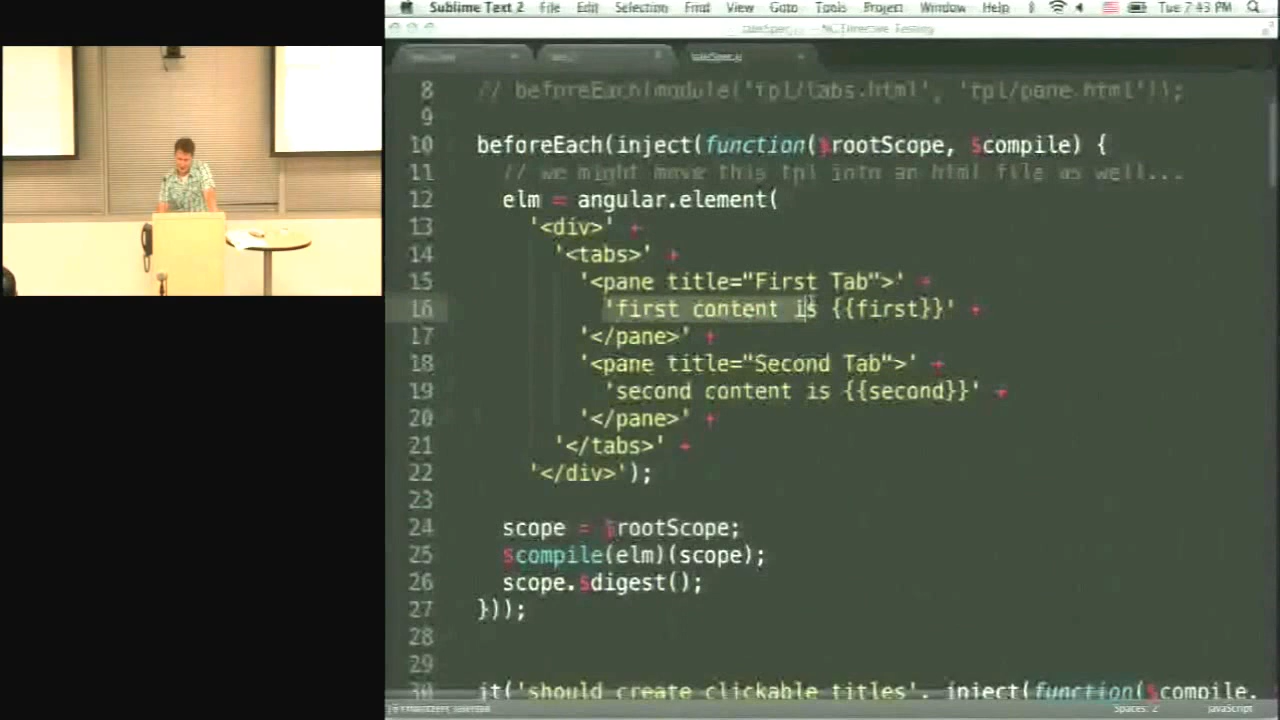 Sublime Text 2 File Edit Selection Find View Goto Tools Project Window Help Tue 7:43 PM
8 // beforeEach(module('tpl/tabs.html', 'tpl/pane.html'));
9
10 beforeEach(inject(function($rootScope, $compile) {
11 // we might move this tpl into an html file as well...
12 elm = angular.element(
13 '<div>' +
14 '<tabs>' +
15 '<pane title="First Tab">' +
16 'first content is {{first}}' +
17 '</pane>' +
18 '<pane title="Second Tab">' +
19 'second content is {{second}}' +
20 '</pane>' +
21 '</tabs>' +
22 '</div>');
23
24 scope = $rootScope;
25 $compile(elm)(scope);
26 scope.$digest();
27 }));
28
29
30 it('should create clickable titles', inject(function($compile,
Spaces: 2 JavaScript